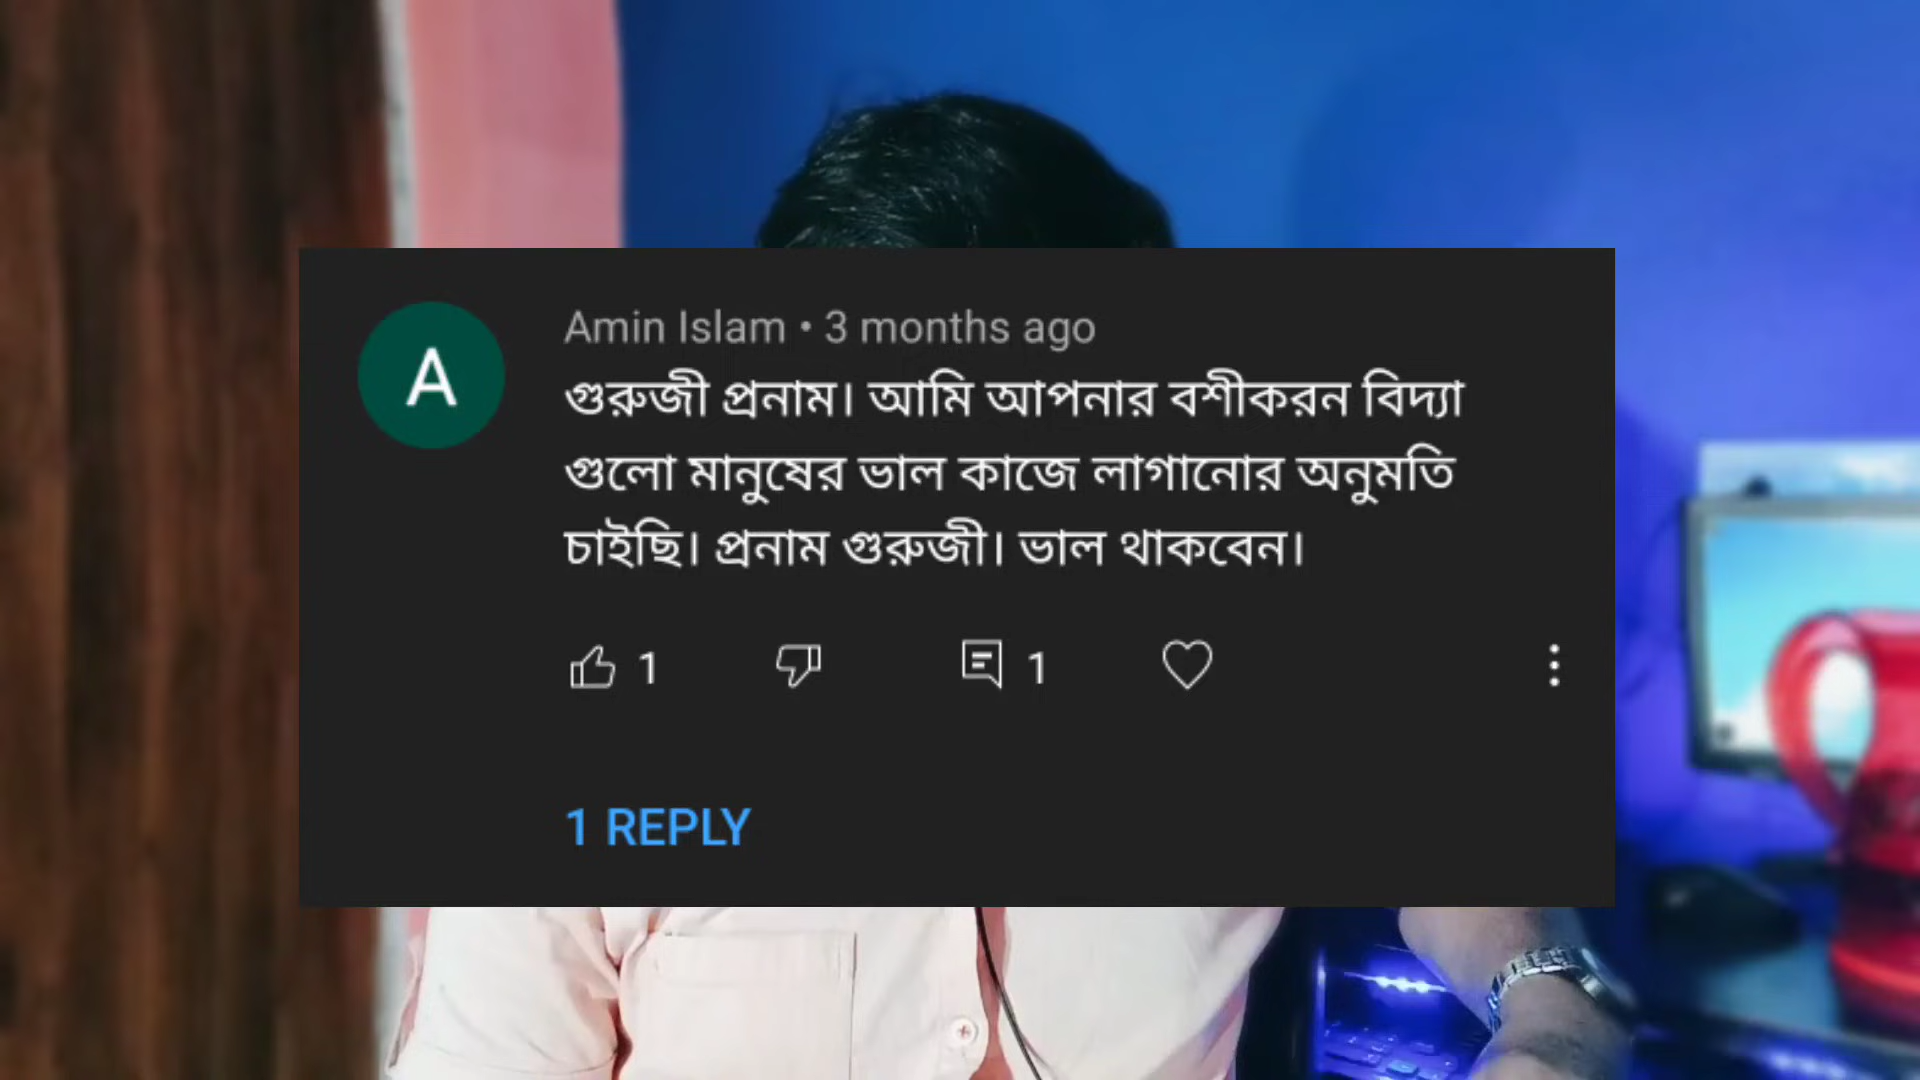 A
Amin Islam • 3 months ago
গুরুজী প্রনাম। আমি আপনার বশীকরন বিদ্যা
গুলো মানুষের ভাল কাজে লাগানোর অনুমতি
চাইছি। প্রনাম গুরুজী। ভাল থাকবেন।
1 1
1 REPLY